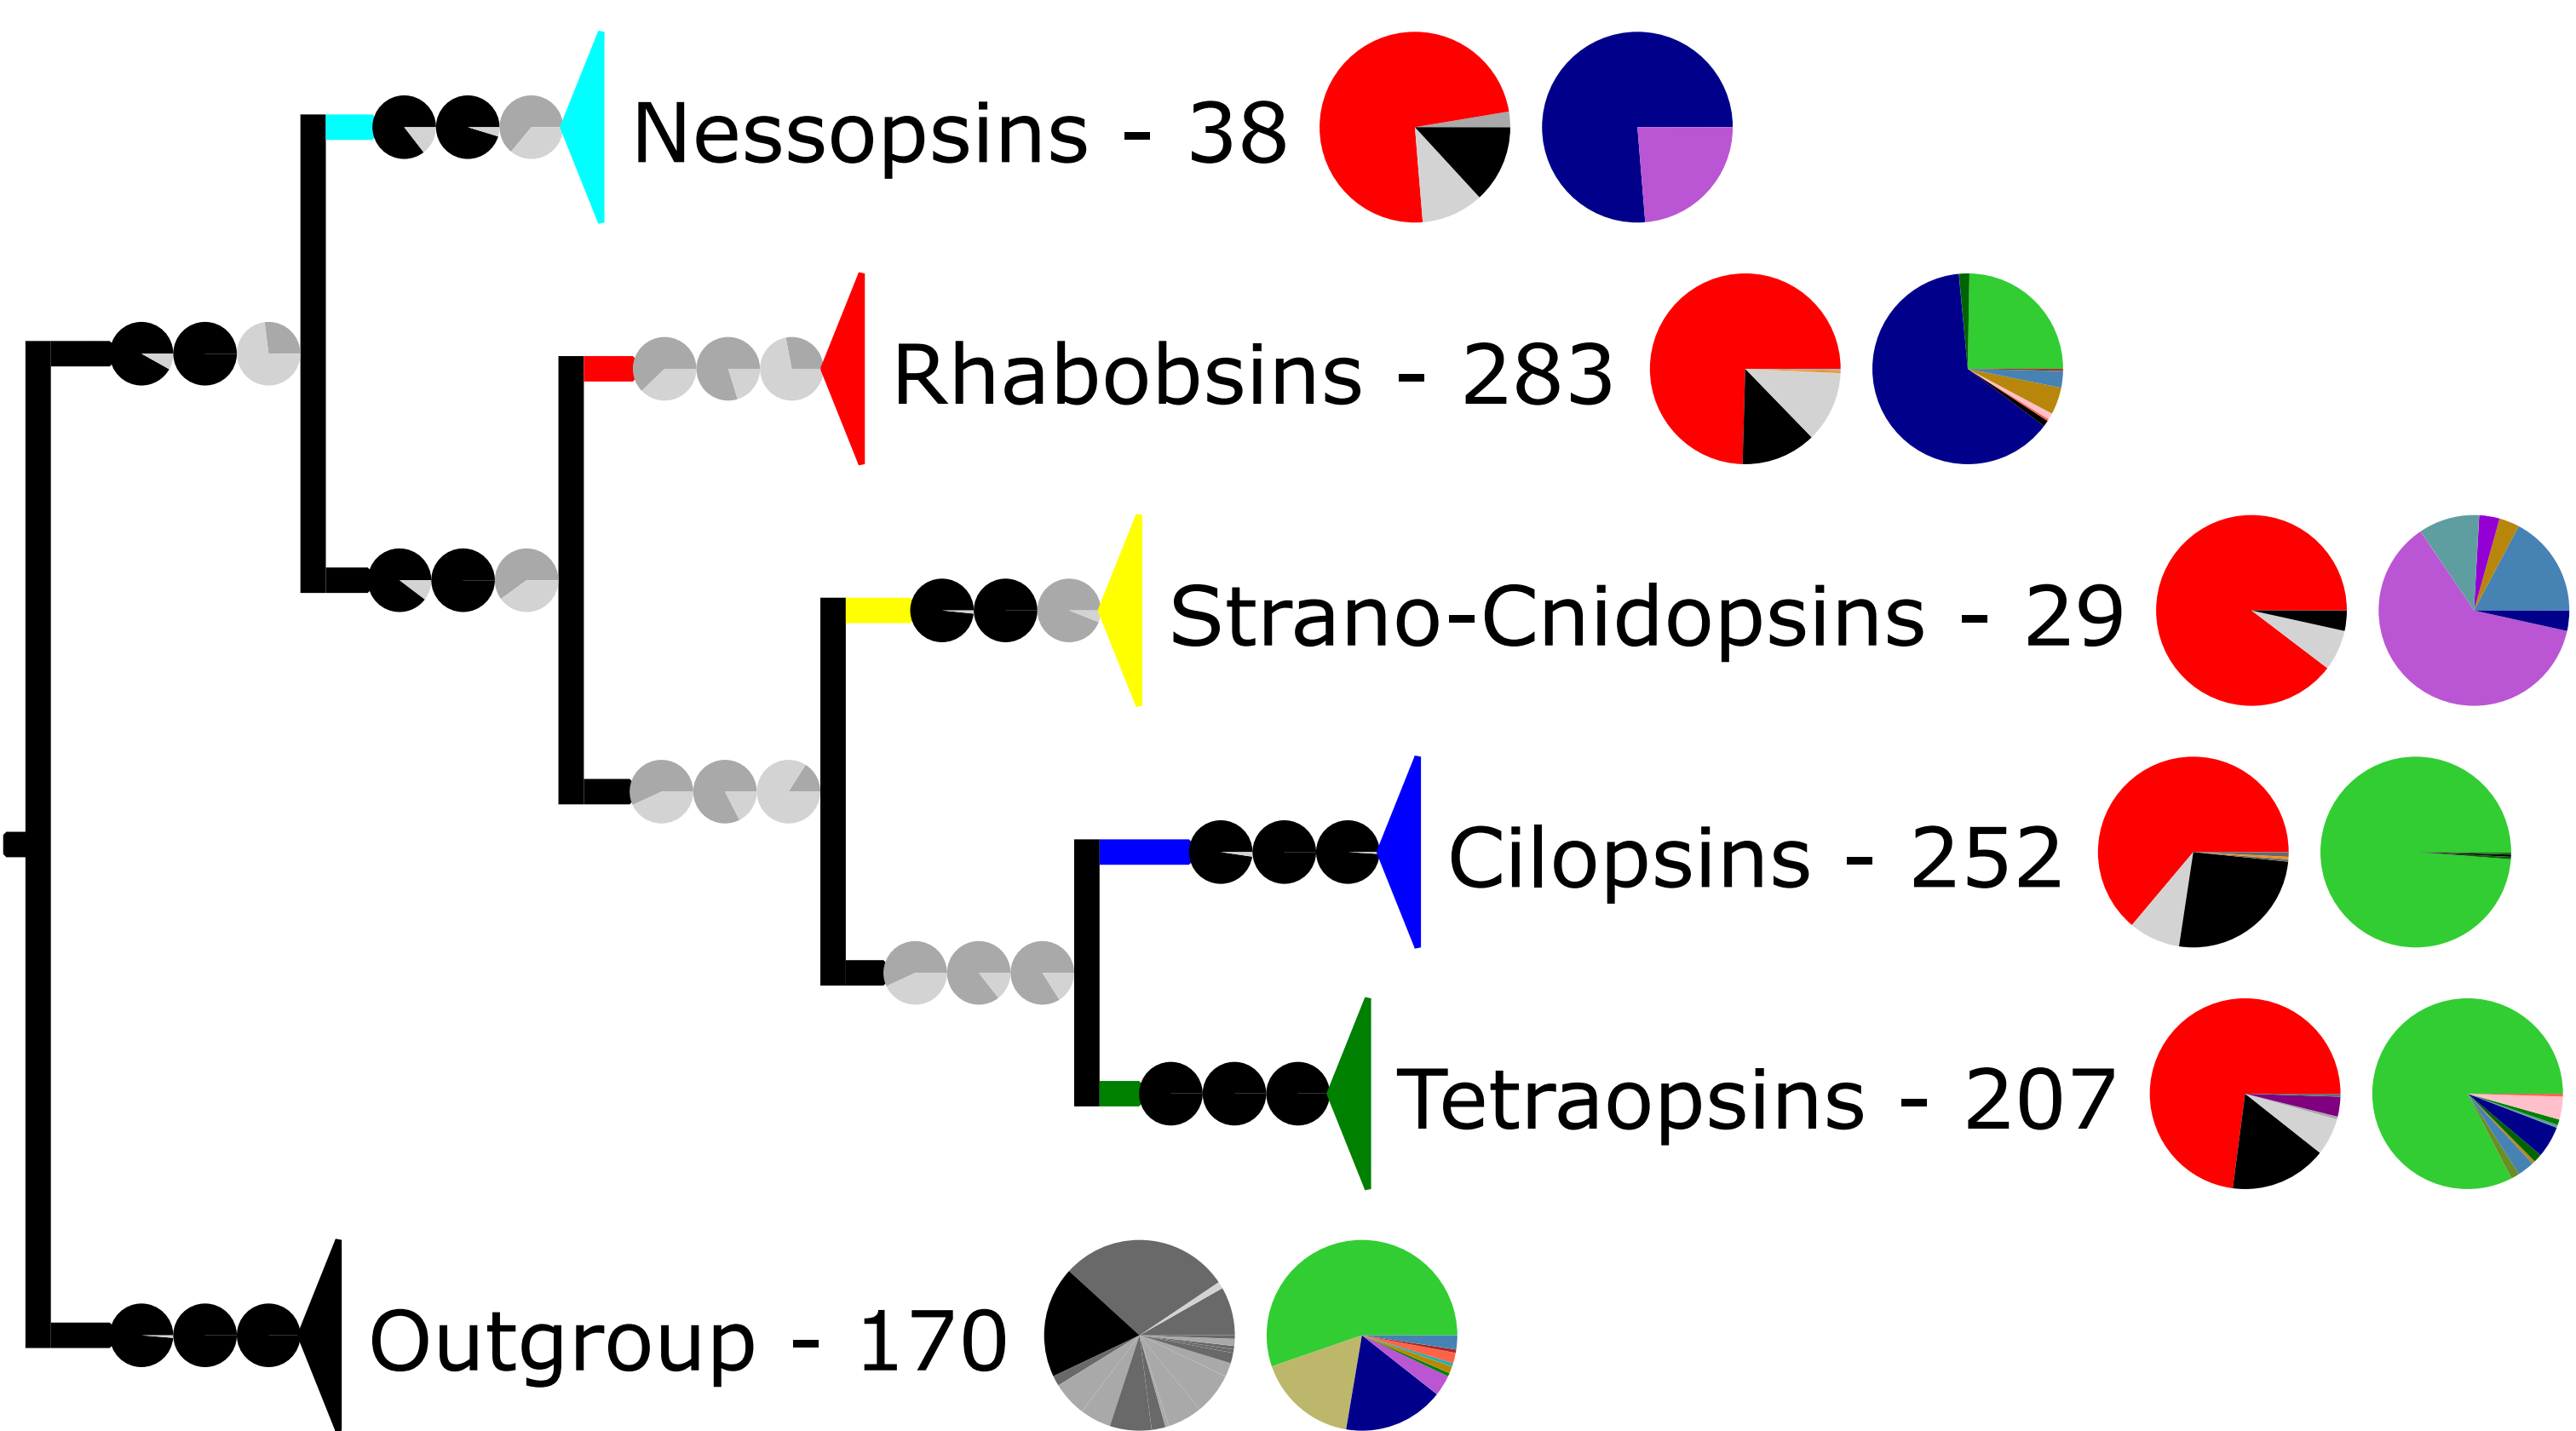 Nessopsins - 38
Rhabobsins - 283
Strano-Cnidopsins - 29
Cilopsins - 252
Tetraopsins - 207
Outgroup - 170